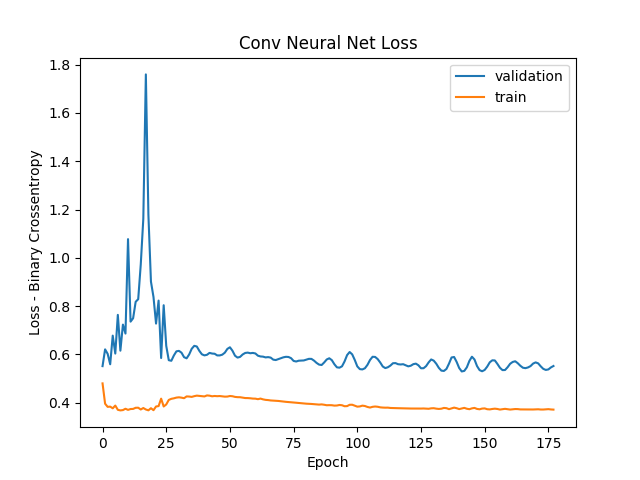 Conv Neural Net Loss
validation
train
Loss - Binary Crossentropy
1.8
1.6
1.4
1.2
1.0
0.8
0.6
0.4
0 25 50 75 100 125 150 175
Epoch